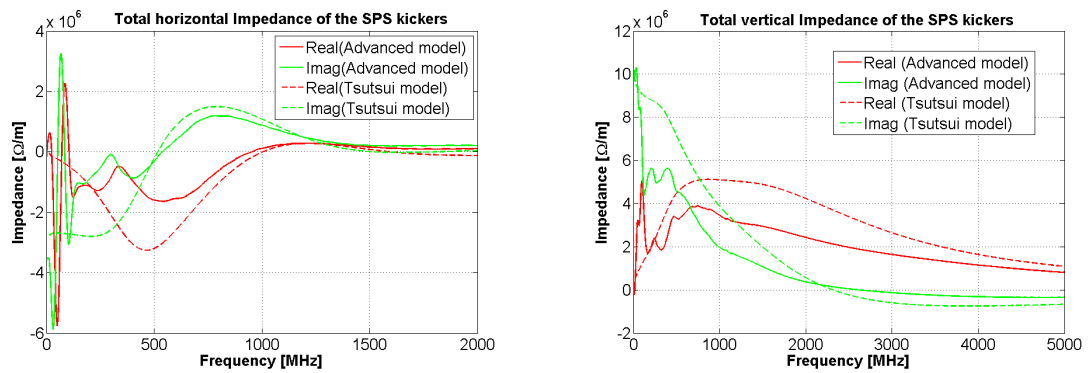 Total horizontal Impedance of the SPS kickers
x 10^6
4
2
0
-2
-4
-6
Impedance [Ω/m]
Real(Advanced model)
Imag(Advanced model)
Real(Tsutsui model)
Imag(Tsutsui model)
0 500 1000 1500 2000
Frequency [MHz]
Total vertical Impedance of the SPS kickers
x 10^6
12
10
8
6
4
2
0
-2
Impedance [Ω/m]
Real (Advanced model)
Imag (Advanced model)
Real (Tsutsui model)
Imag (Tsutsui model)
0 1000 2000 3000 4000 5000
Frequency [MHz]